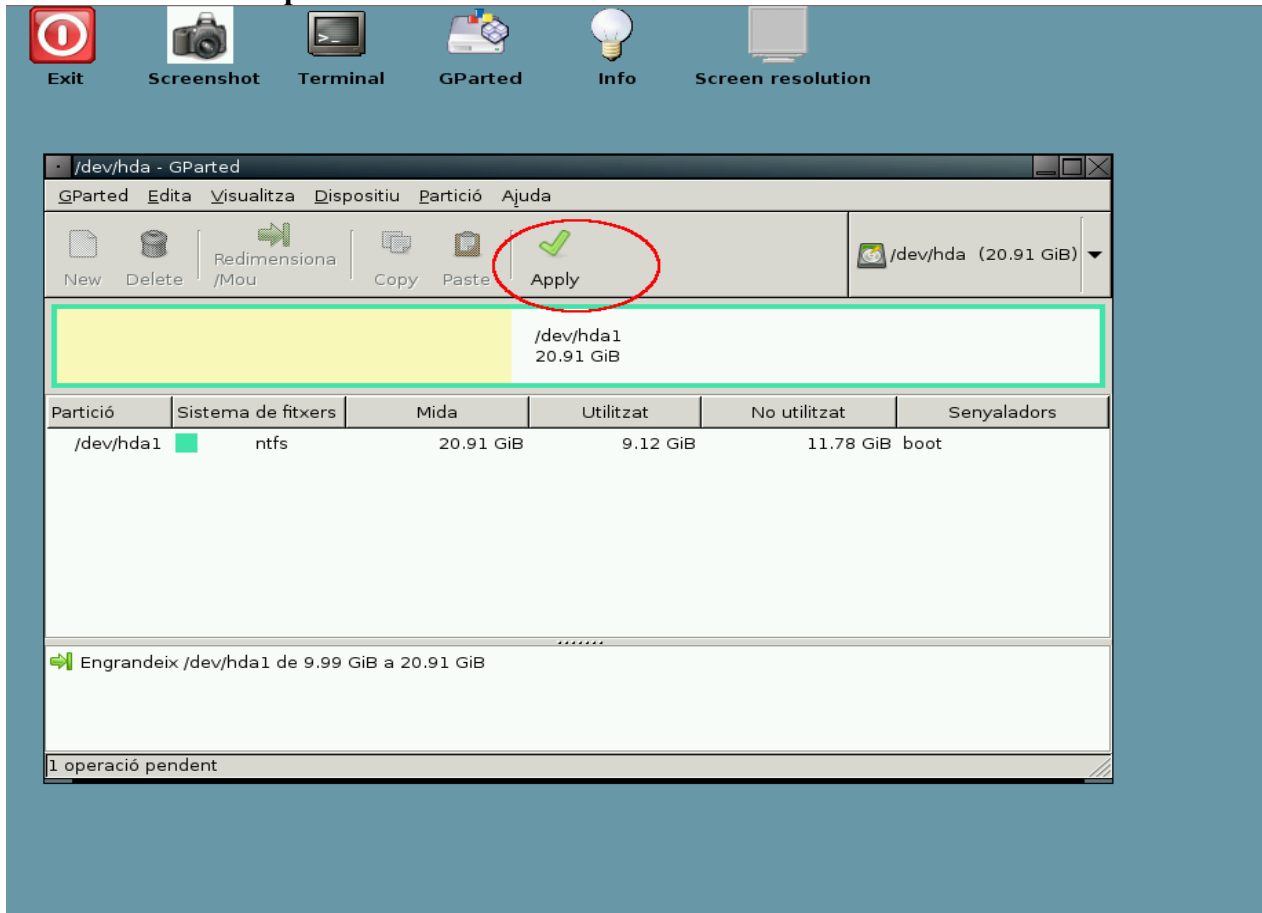 Exit Screenshot Terminal GParted Info Screen resolution
/dev/hda - GParted
GParted Edita Visualitza Dispositiu Partició Ajuda
New Delete Redimensiona
/Mou Copy Paste Apply
/dev/hda (20.91 GiB)
/dev/hda1
20.91 GiB
Partició Sistema de fitxers Mida Utilitzat No utilitzat Senyaladors
/dev/hda1 ntfs 20.91 GiB 9.12 GiB 11.78 GiB boot
Engrandeix /dev/hda1 de 9.99 GiB a 20.91 GiB
1 operació pendent